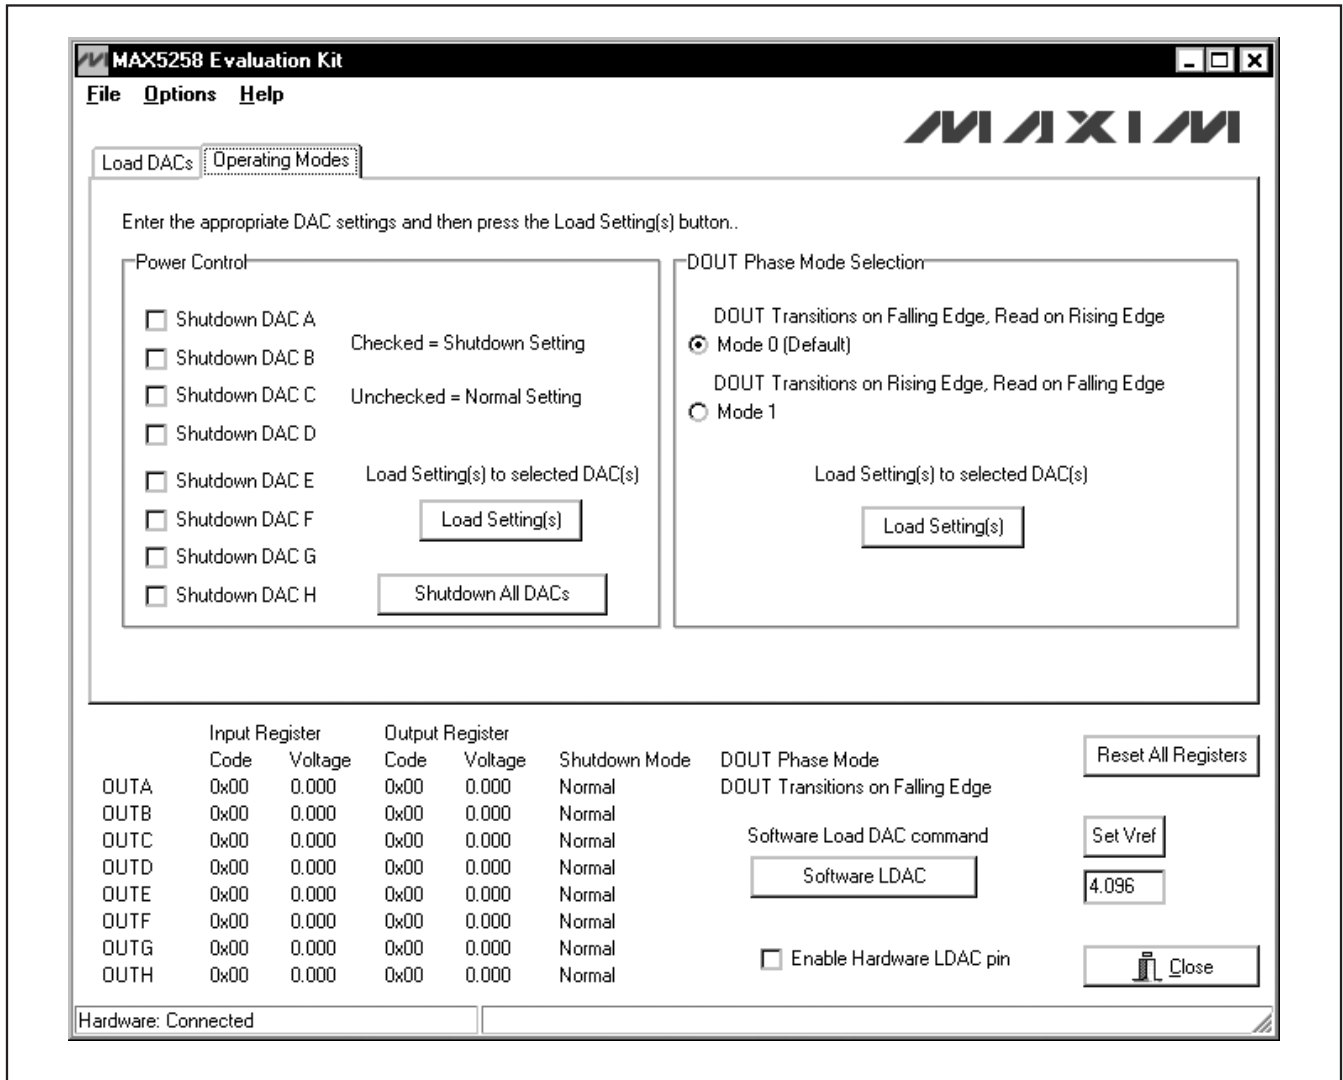 MAX5258 Evaluation Kit
File Options Help
MAXIM
Load DACs Operating Modes
Enter the appropriate DAC settings and then press the Load Setting(s) button..
Power Control
Shutdown DAC A
Shutdown DAC B
Shutdown DAC C
Shutdown DAC D
Shutdown DAC E
Shutdown DAC F
Shutdown DAC G
Shutdown DAC H
Checked = Shutdown Setting
Unchecked = Normal Setting
Load Setting(s) to selected DAC(s)
Load Setting(s)
Shutdown All DACs
DOUT Phase Mode Selection
DOUT Transitions on Falling Edge, Read on Rising Edge
Mode 0 (Default)
DOUT Transitions on Rising Edge, Read on Falling Edge
Mode 1
Load Setting(s) to selected DAC(s)
Load Setting(s)
Input Register Output Register
Code Voltage Code Voltage Shutdown Mode
OUTA 0x00 0.000 0x00 0.000 Normal
OUTB 0x00 0.000 0x00 0.000 Normal
OUTC 0x00 0.000 0x00 0.000 Normal
OUTD 0x00 0.000 0x00 0.000 Normal
OUTE 0x00 0.000 0x00 0.000 Normal
OUTF 0x00 0.000 0x00 0.000 Normal
OUTG 0x00 0.000 0x00 0.000 Normal
OUTH 0x00 0.000 0x00 0.000 Normal
DOUT Phase Mode
DOUT Transitions on Falling Edge
Software Load DAC command
Software LDAC
Enable Hardware LDAC pin
Reset All Registers
Set Vref
4.096
Close
Hardware: Connected